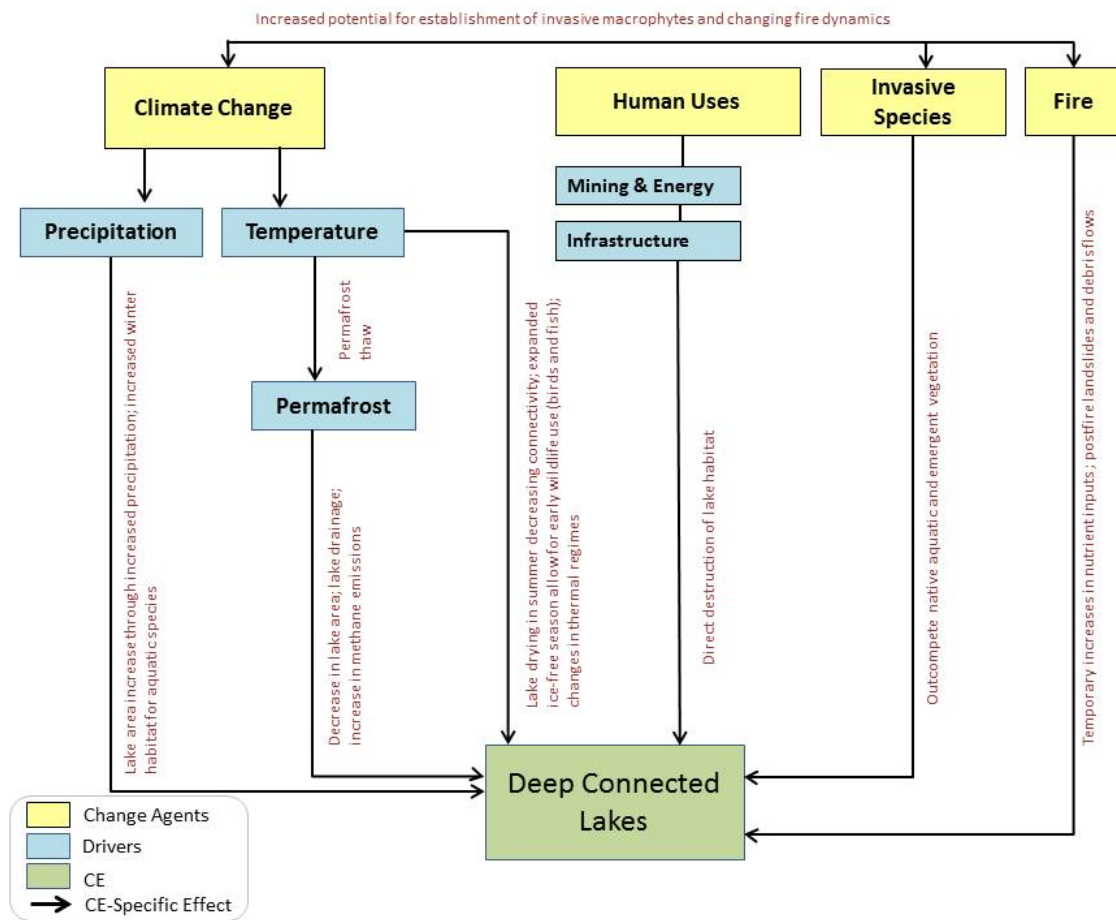 Increased potential for establishment of invasive macrophytes and changing fire dynamics
Climate Change
Human Uses
Invasive
Species
Fire
Mining & Energy
Precipitation
Temperature
Infrastructure
Permafrost
thaw
Permafrost
Lake area increase through increased precipitation; increased winter
habitat for aquatic species
Decrease in lake area; lake drainage;
increase in methane emissions
Lake drying in summer decreasing connectivity; expanded
ice-free season allow for early wildlife use (birds and fish);
changes in thermal regimes
Direct destruction of lake habitat
Outcompete native aquatic and emergent vegetation
Temporary increases in nutrient inputs; postfire landslides and debris flows
Deep Connected
Lakes
Change Agents
Drivers
CE
CE-Specific Effect